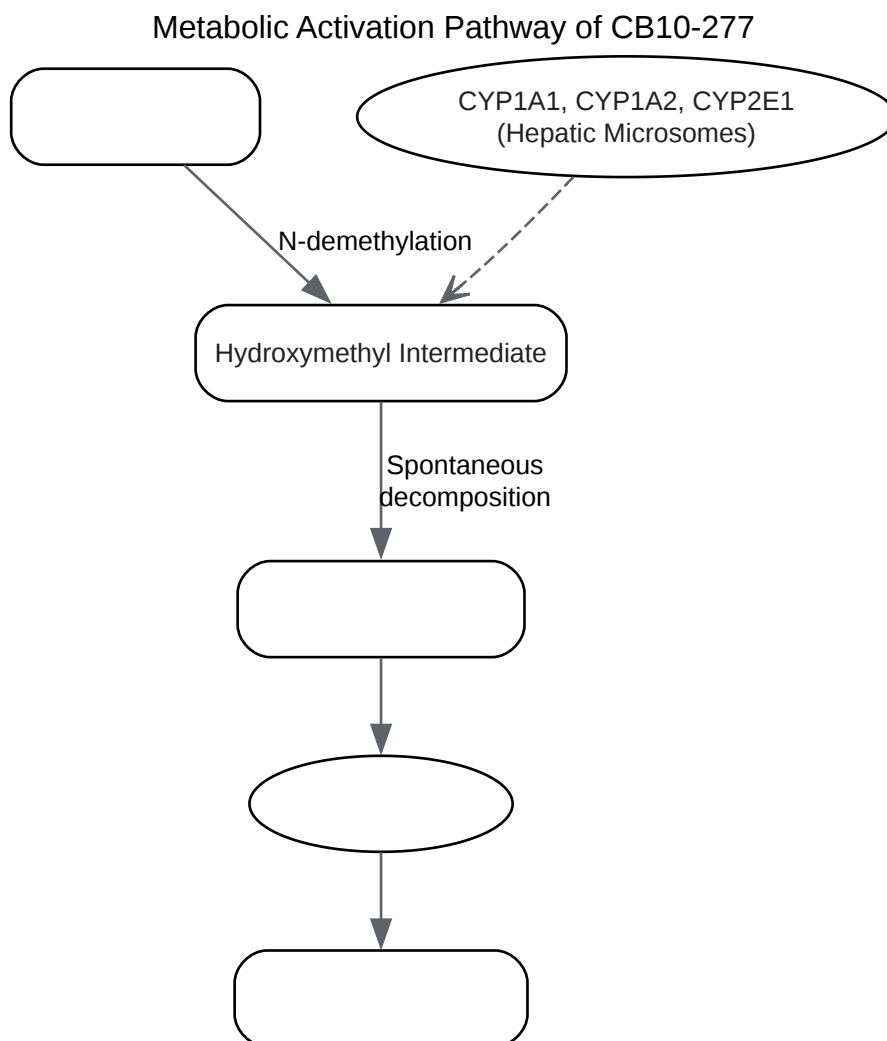 Metabolic Activation Pathway of CB10-277
CYP1A1, CYP1A2, CYP2E1
(Hepatic Microsomes)
N-demethylation
Hydroxymethyl Intermediate
Spontaneous
decomposition